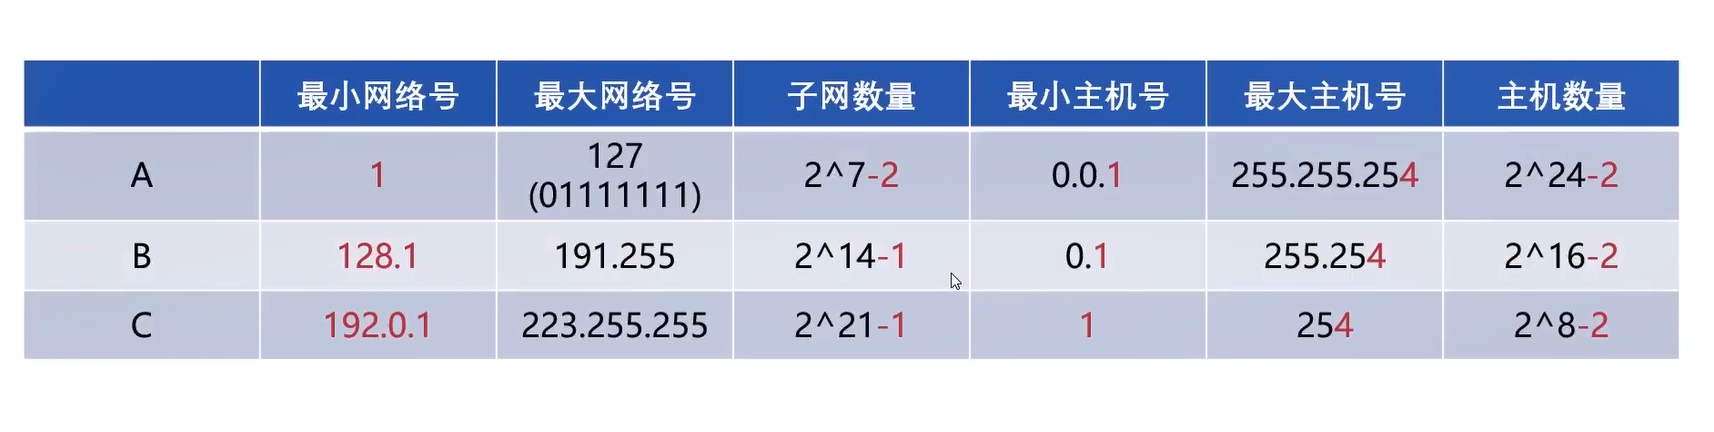 最小网络号 最大网络号 子网数量 最小主机号 最大主机号 主机数量
A 1 127 (01111111) 2^7-2 0.0.1 255.255.254 2^24-2
B 128.1 191.255 2^14-1 0.1 255.254 2^16-2
C 192.0.1 223.255.255 2^21-1 1 254 2^8-2